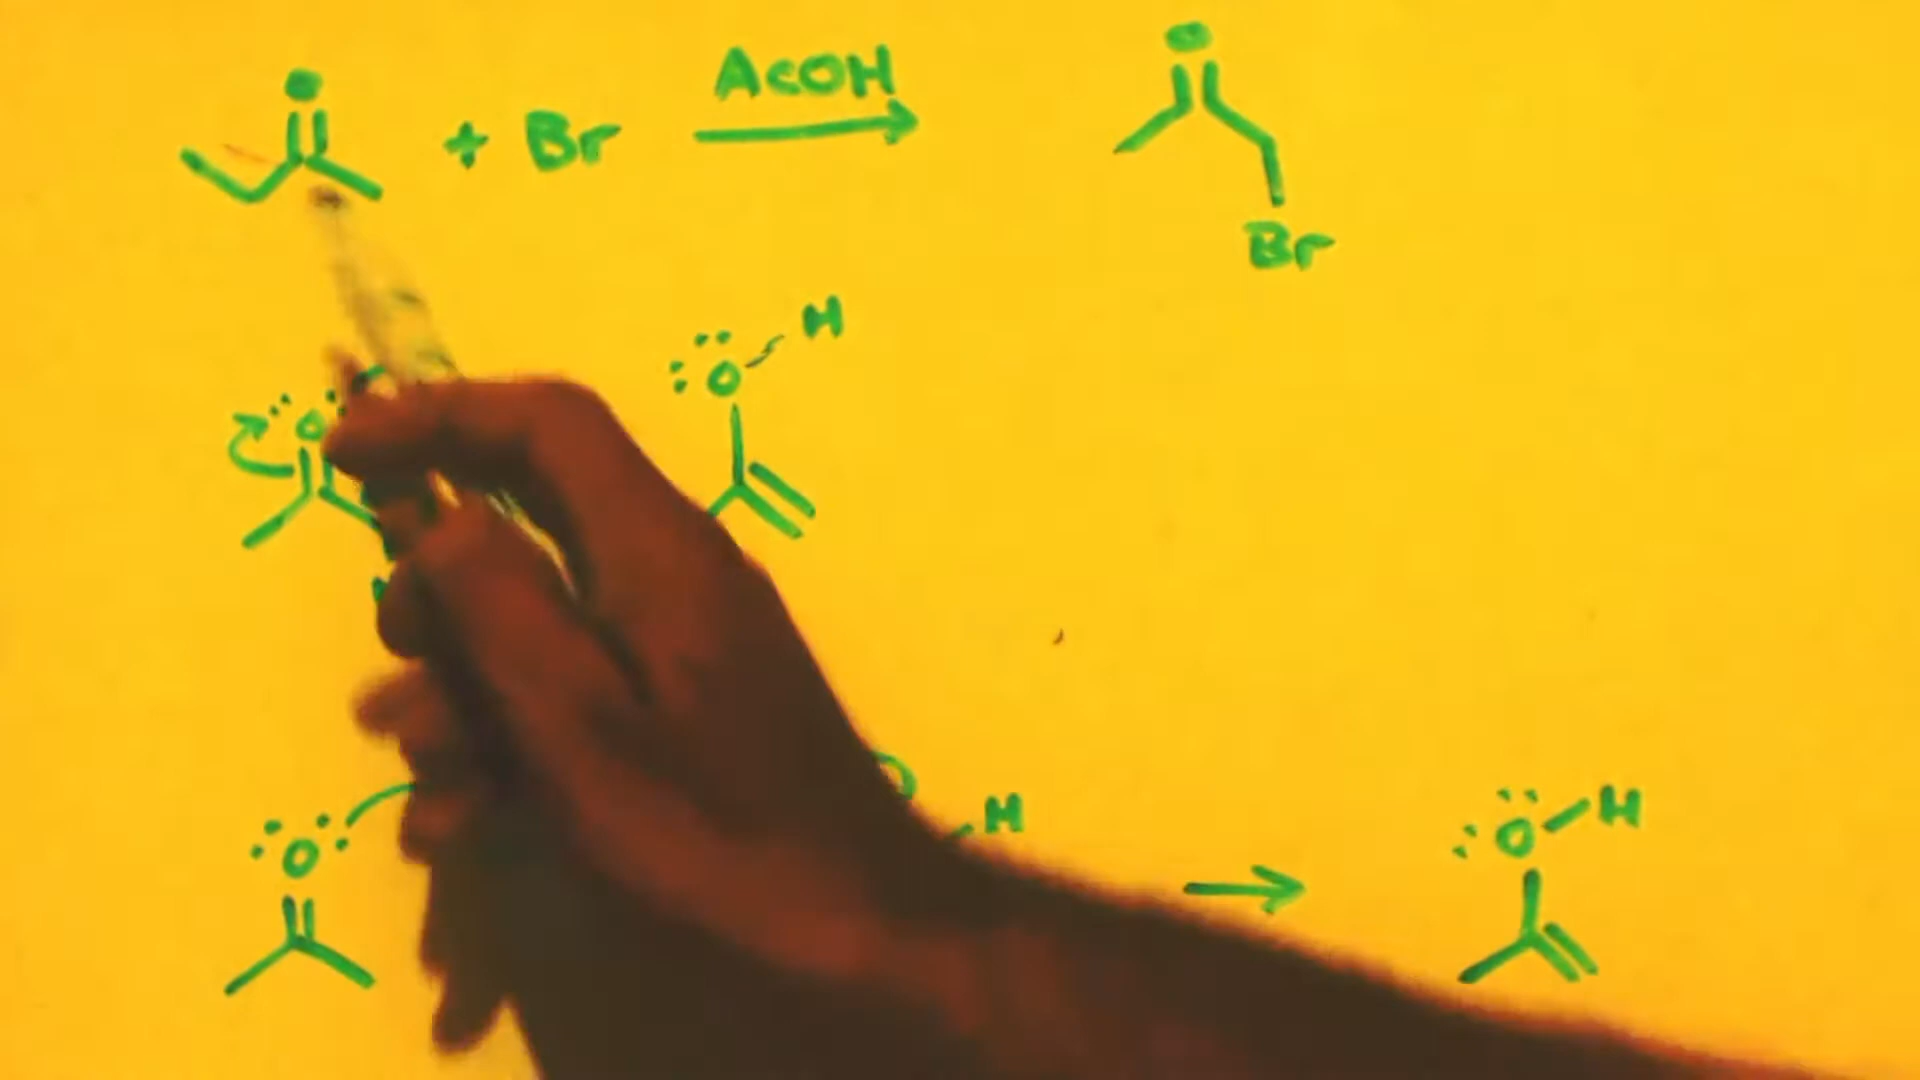 O + Br AcOH O
Br
O H
O
O H O H